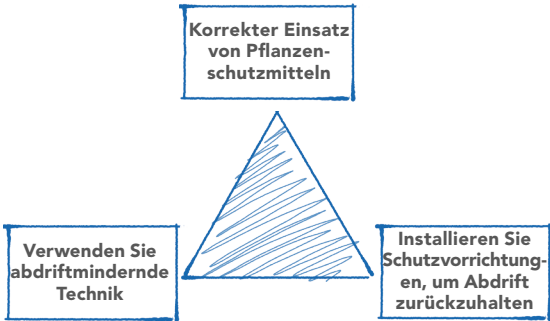 Korrekter Einsatz
von Pflanzen-
schutzmitteln
Verwenden Sie
abdriftmindernde
Technik
Installieren Sie
Schutzvorrichtung-
en, um Abdrift
zurückzuhalten